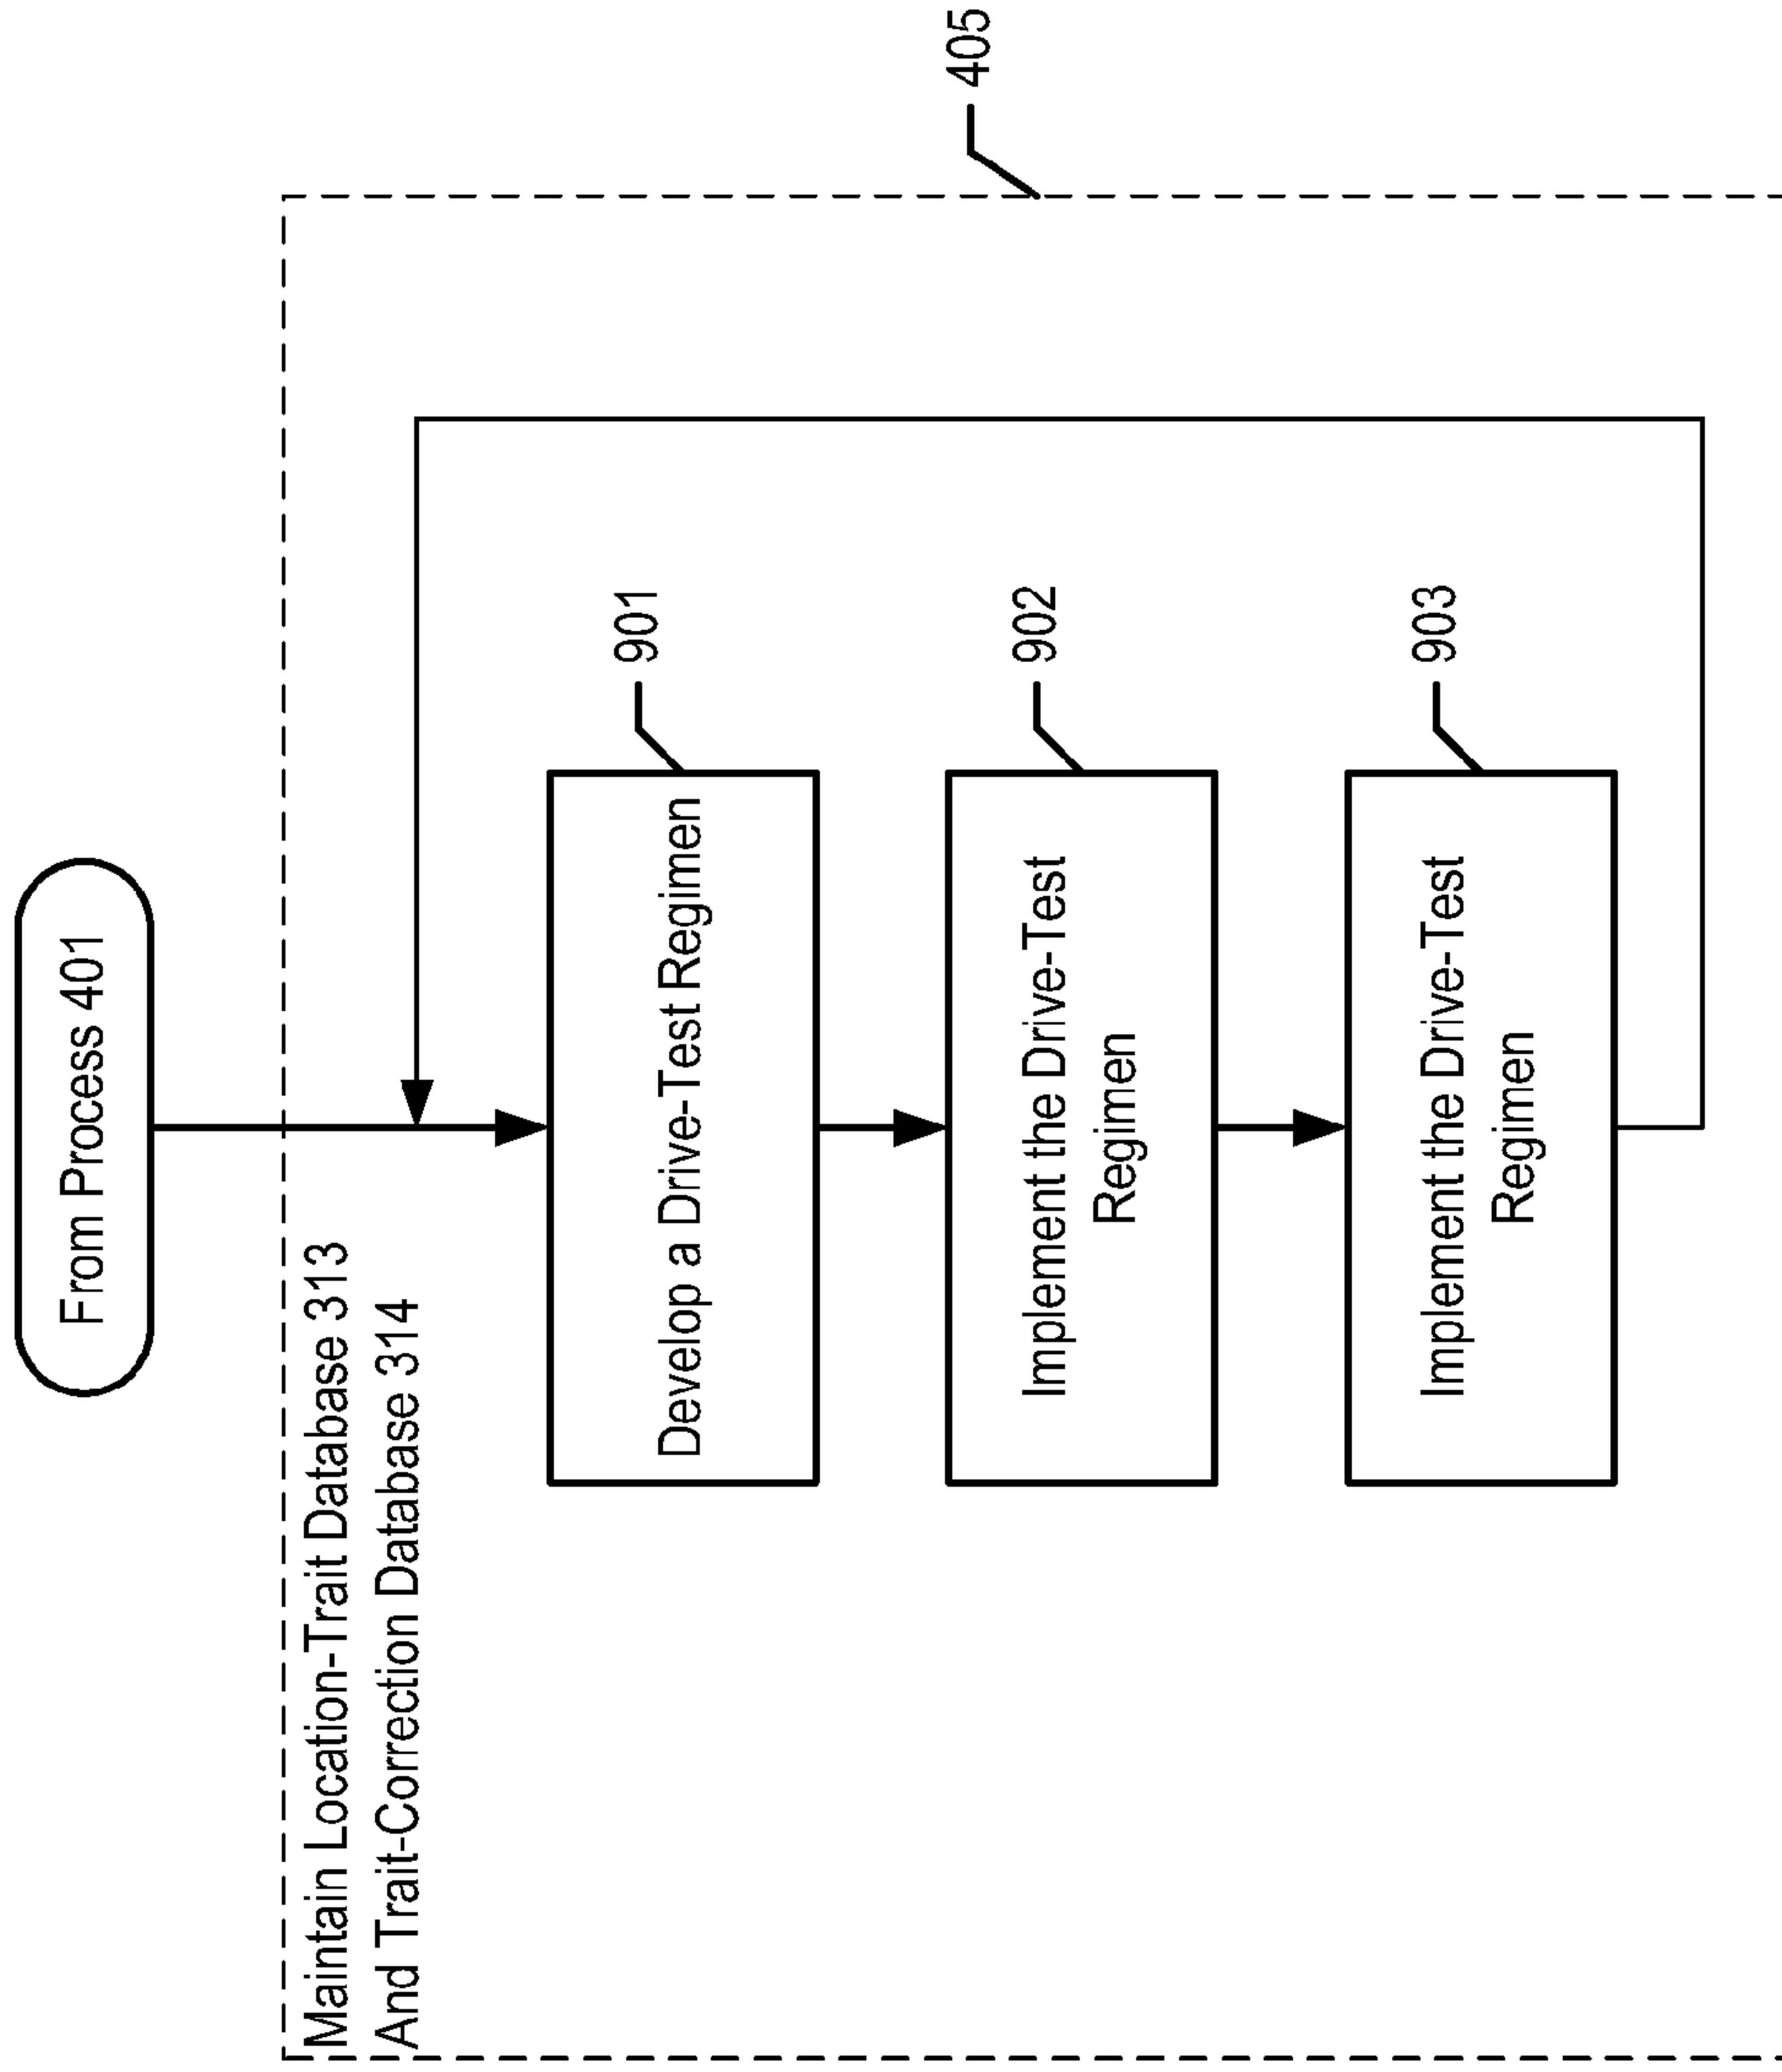 From Process 401
Maintain Location-Trait Database 313
And Trait-Correction Database 314
405
901
Develop a Drive-Test Regimen
902
Implement the Drive-Test
Regimen
903
Implement the Drive-Test
Regimen